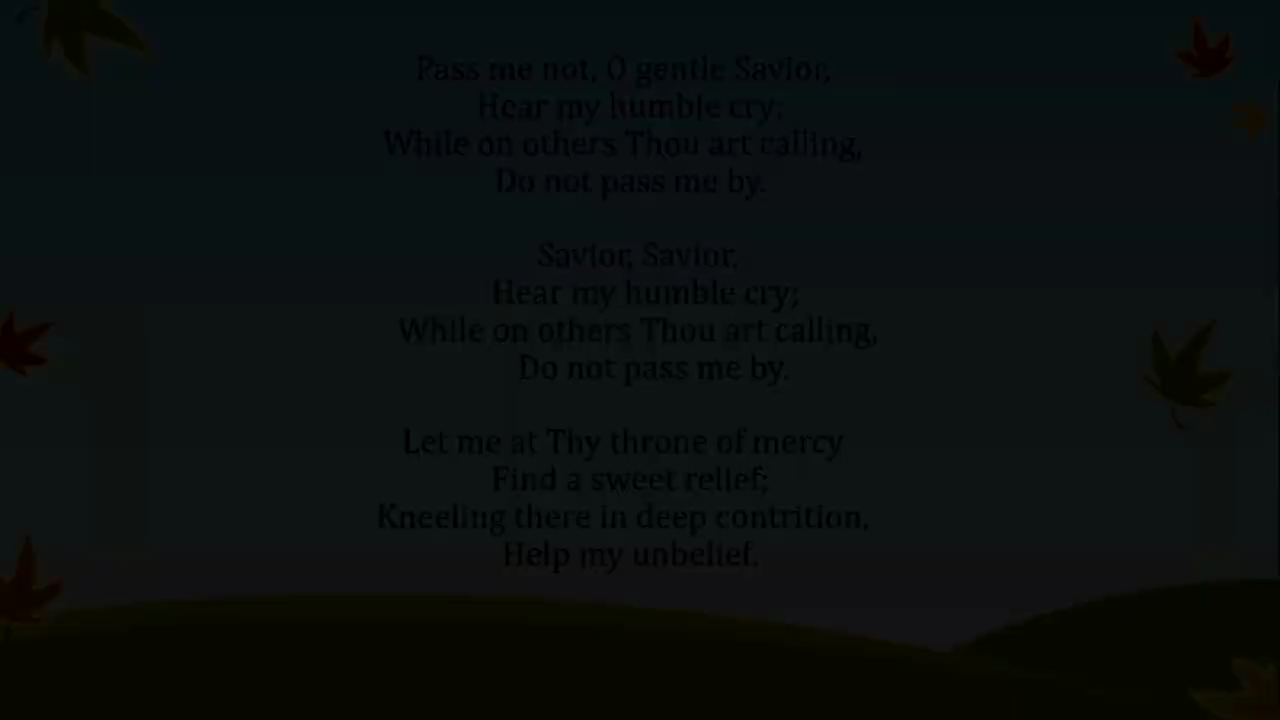 Pass me not, O gentle Savior,
Hear my humble cry;
While on others Thou art calling,
Do not pass me by.
Savior, Savior,
Hear my humble cry;
While on others Thou art calling,
Do not pass me by.
Let me at Thy throne of mercy
Find a sweet relief;
Kneeling there in deep contrition,
Help my unbelief.